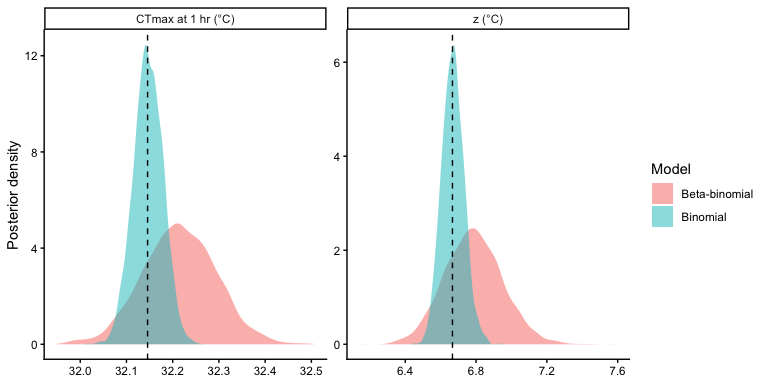 CTmax at 1 hr (°C)
z (°C)
Posterior density
12
8
4
0
32.0 32.1 32.2 32.3 32.4 32.5
6
4
2
0
6.4 6.8 7.2 7.6
Model
Beta-binomial
Binomial